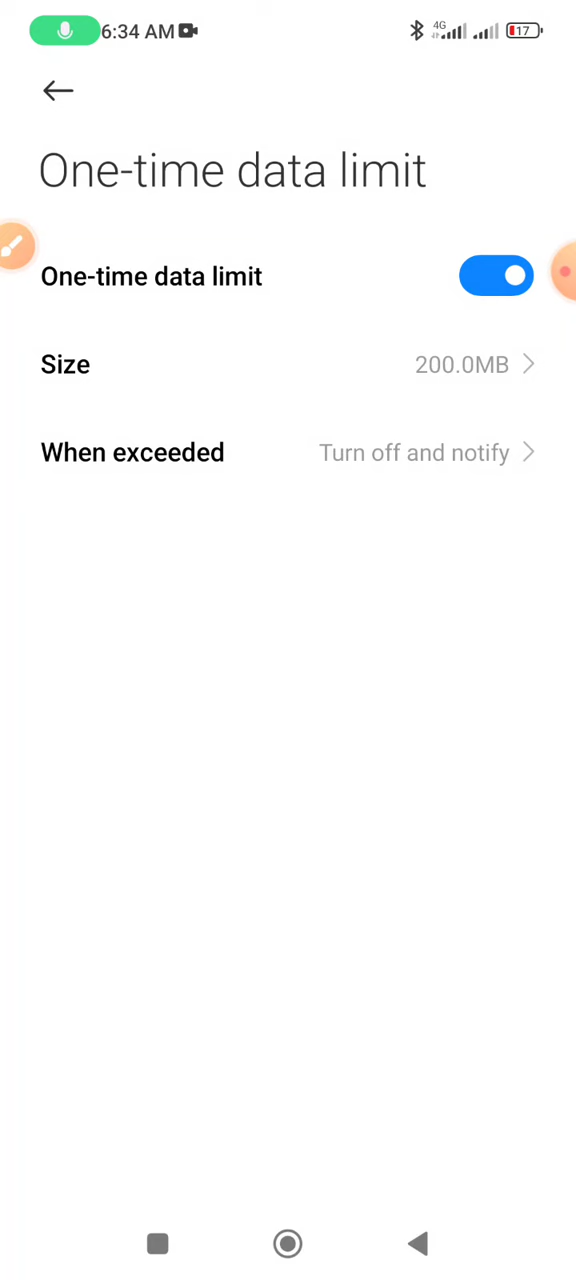 6:34 AM 4G 17
One-time data limit
One-time data limit
Size 200.0MB
When exceeded Turn off and notify